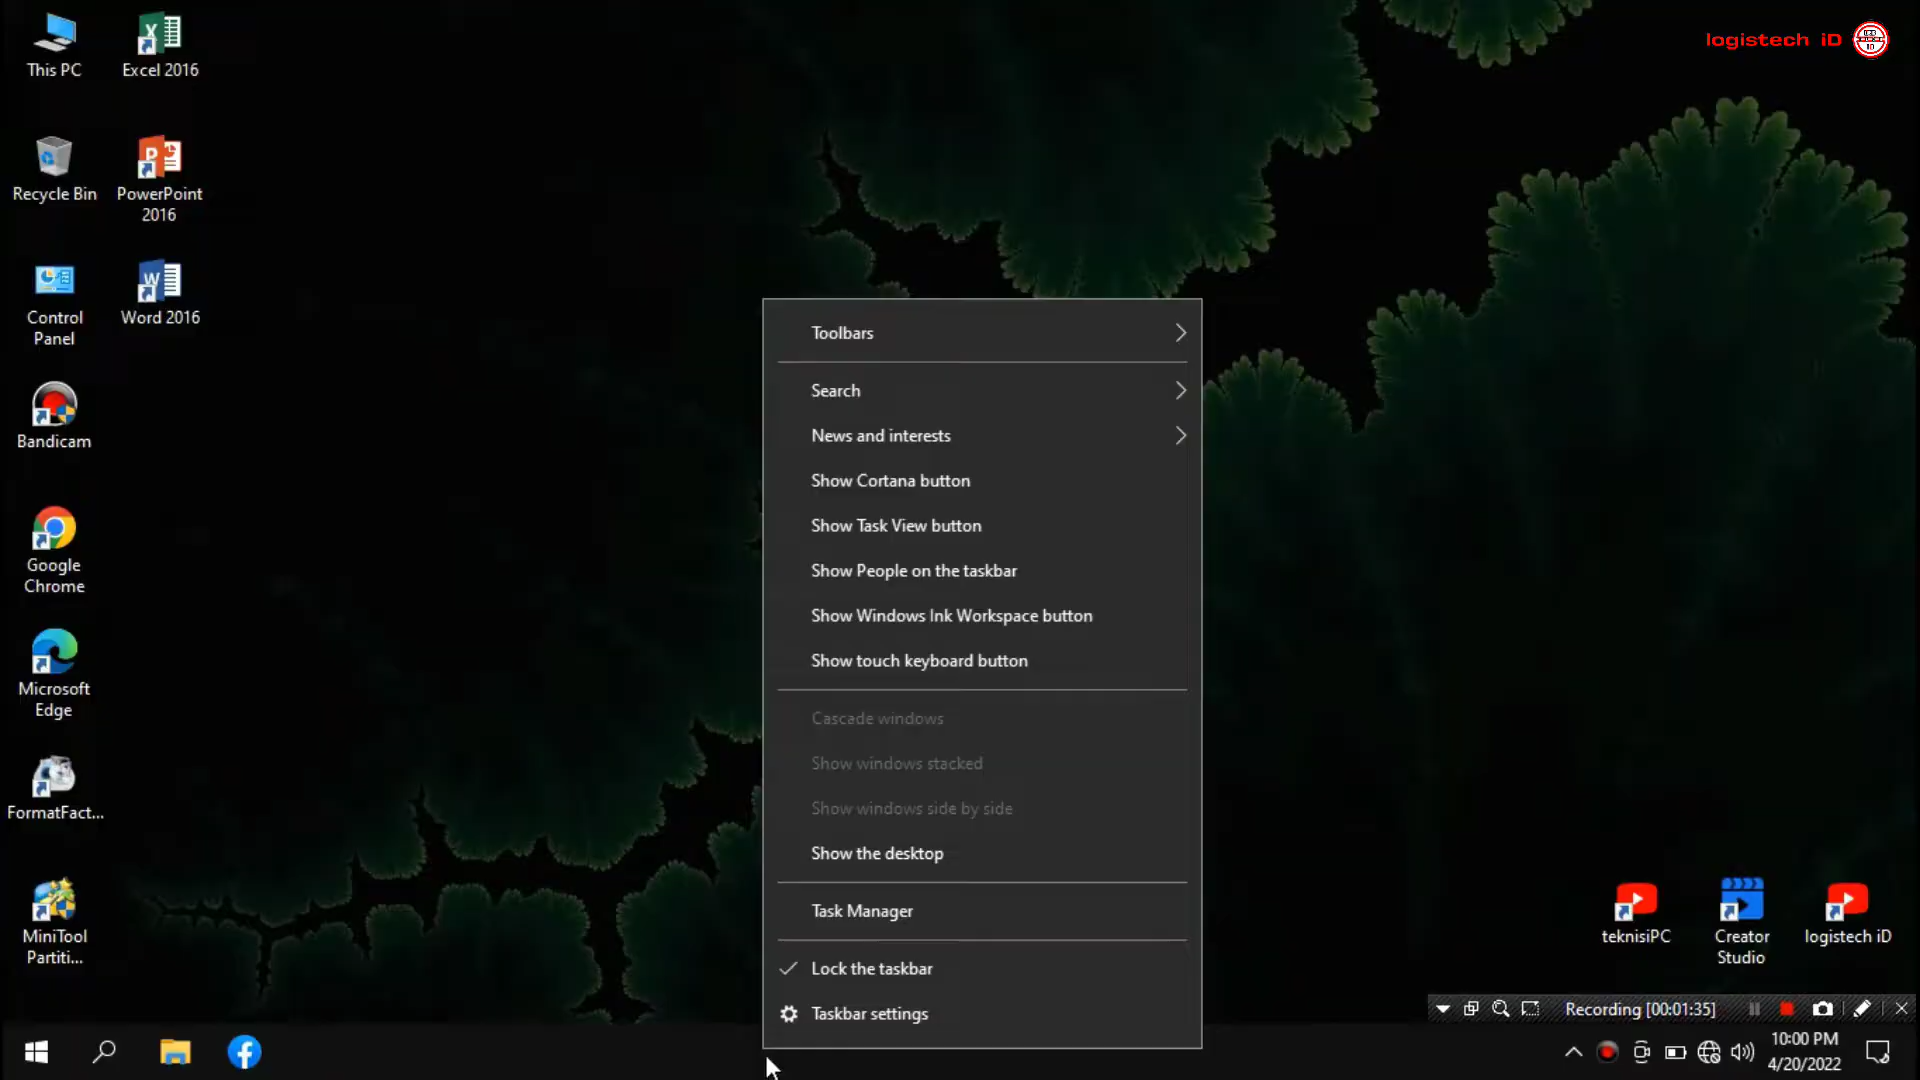 This PC
Excel 2016
logistech iD
Recycle Bin
PowerPoint
2016
Control
Panel
Word 2016
Bandicam
Google
Chrome
Microsoft
Edge
FormatFact...
MiniTool
Partiti...
Toolbars
Search
News and interests
Show Cortana button
Show Task View button
Show People on the taskbar
Show Windows Ink Workspace button
Show touch keyboard button
Cascade windows
Show windows stacked
Show windows side by side
Show the desktop
Task Manager
Lock the taskbar
Taskbar settings
teknisiPC
Creator
Studio
logistech iD
Recording [00:01:35]
10:00 PM
4/20/2022